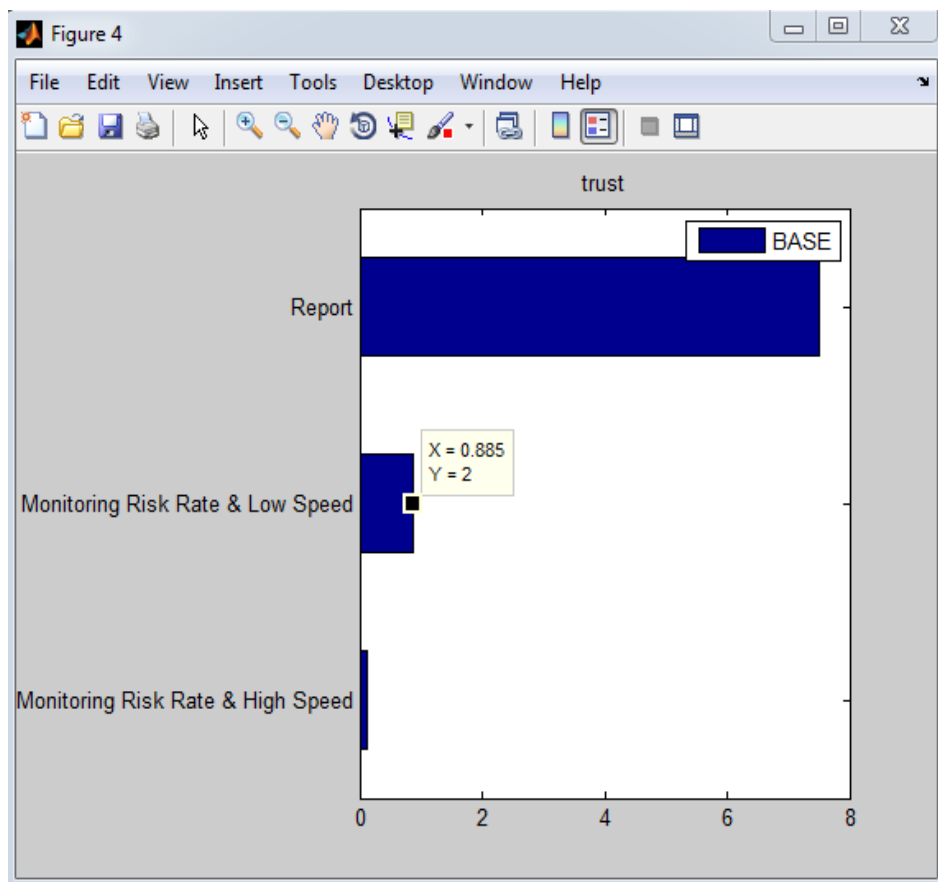 Figure 4
File Edit View Insert Tools Desktop Window Help
trust
BASE
Report
X = 0.885
Y = 2
Monitoring Risk Rate & Low Speed
Monitoring Risk Rate & High Speed
0 2 4 6 8